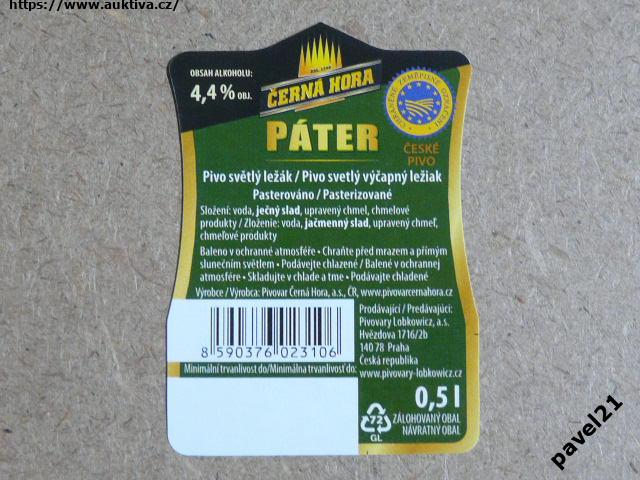 https://www.auktiva.cz/
OBSAH ALKOHOLU:
4,4 % OBJ.
ČERNÁ HORA
PÁTER
CHRÁNĚNÉ ZEMĚPISNÉ OZNAČENÍ
ČESKÉ
PIVO
Pivo světlý ležák / Pivo svetlý výčapný ležiak
Pasterováno / Pasterizované
Složení: voda, ječný slad, upravený chmel, chmelové
produkty / Zloženie: voda, jačmenný slad, upravený chmeľ,
chmeľové produkty
Baleno v ochranné atmosféře • Chraňte před mrazem a přímým
slunečním světlem • Podávejte chlazené / Balené v ochrannej
atmosfére • Skladujte v chlade a tme • Podávajte chladené
Výrobce / Výrobca: Pivovar Černá Hora, a.s., ČR, www.pivovarcernahora.cz
Prodávající / Predávajúci:
Pivovary Lobkowicz, a.s.
Hvězdova 1716/2b
140 78 Praha
Česká republika
www.pivovary-lobkowicz.cz
8 590376 023106
Minimální trvanlivost do/Minimálna trvanlivosť do:
0,5 l
72
GL
ZÁLOHOVANÝ OBAL
NÁVRATNÝ OBAL
pavel21